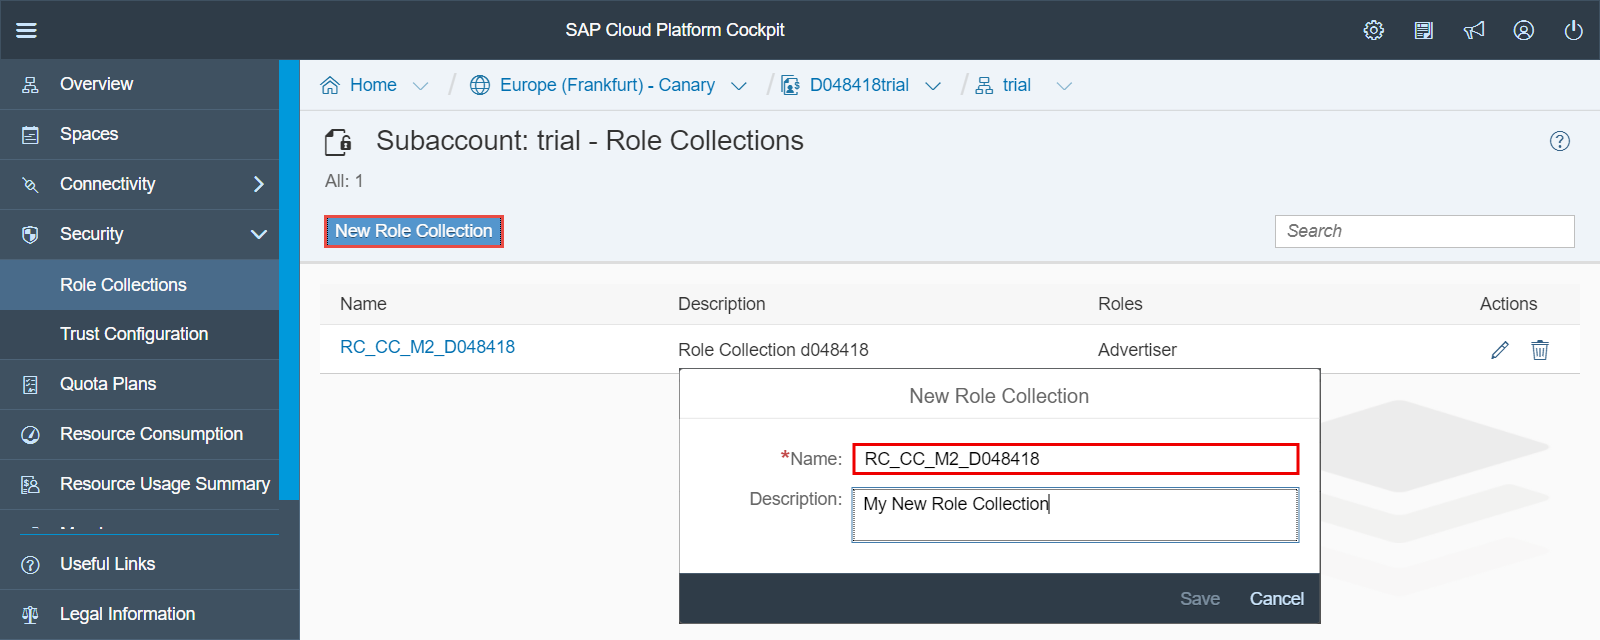 SAP Cloud Platform Cockpit
Overview
Spaces
Connectivity
Security
Role Collections
Trust Configuration
Quota Plans
Resource Consumption
Resource Usage Summary
Useful Links
Legal Information
Home / Europe (Frankfurt) - Canary / D048418trial / trial
Subaccount: trial - Role Collections
All: 1
New Role Collection
Search
Name Description Roles Actions
RC_CC_M2_D048418 Role Collection d048418 Advertiser
New Role Collection
*Name: RC_CC_M2_D048418
Description: My New Role Collection
Save Cancel